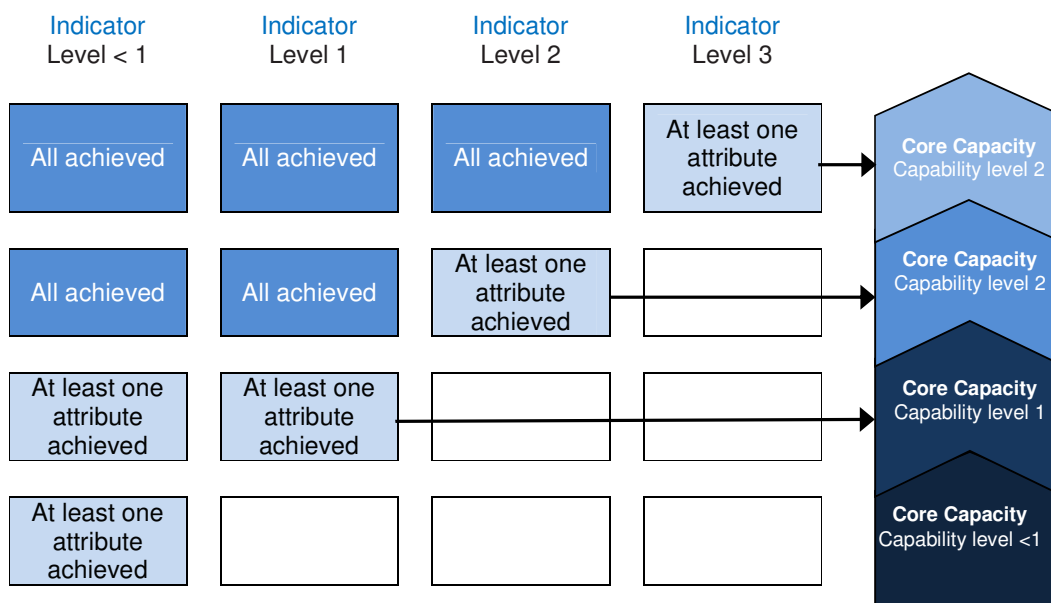 Indicator
Level < 1
Indicator
Level 1
Indicator
Level 2
Indicator
Level 3
All achieved
All achieved
All achieved
At least one
attribute
achieved
Core Capacity
Capability level 2
All achieved
All achieved
At least one
attribute
achieved
Core Capacity
Capability level 2
At least one
attribute
achieved
At least one
attribute
achieved
Core Capacity
Capability level 1
At least one
attribute
achieved
Core Capacity
Capability level <1